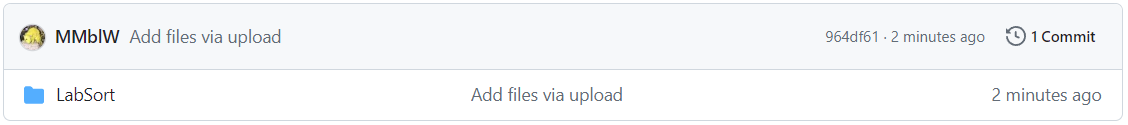 MMblW Add files via upload 964df61 · 2 minutes ago 1 Commit
LabSort Add files via upload 2 minutes ago